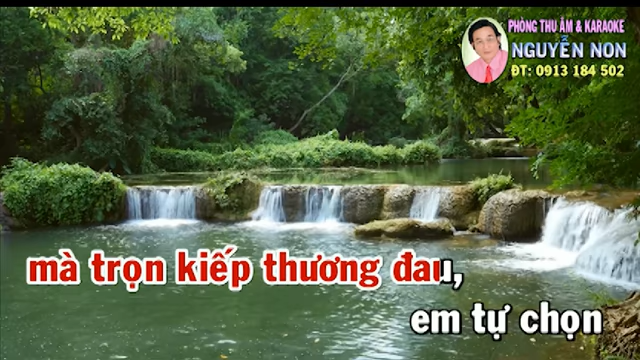 PHÒNG THU ÂM & KARAOKE
NGUYỄN NON
ĐT: 0913 184 502
mà trọn kiếp thương đau,
em tự chọn